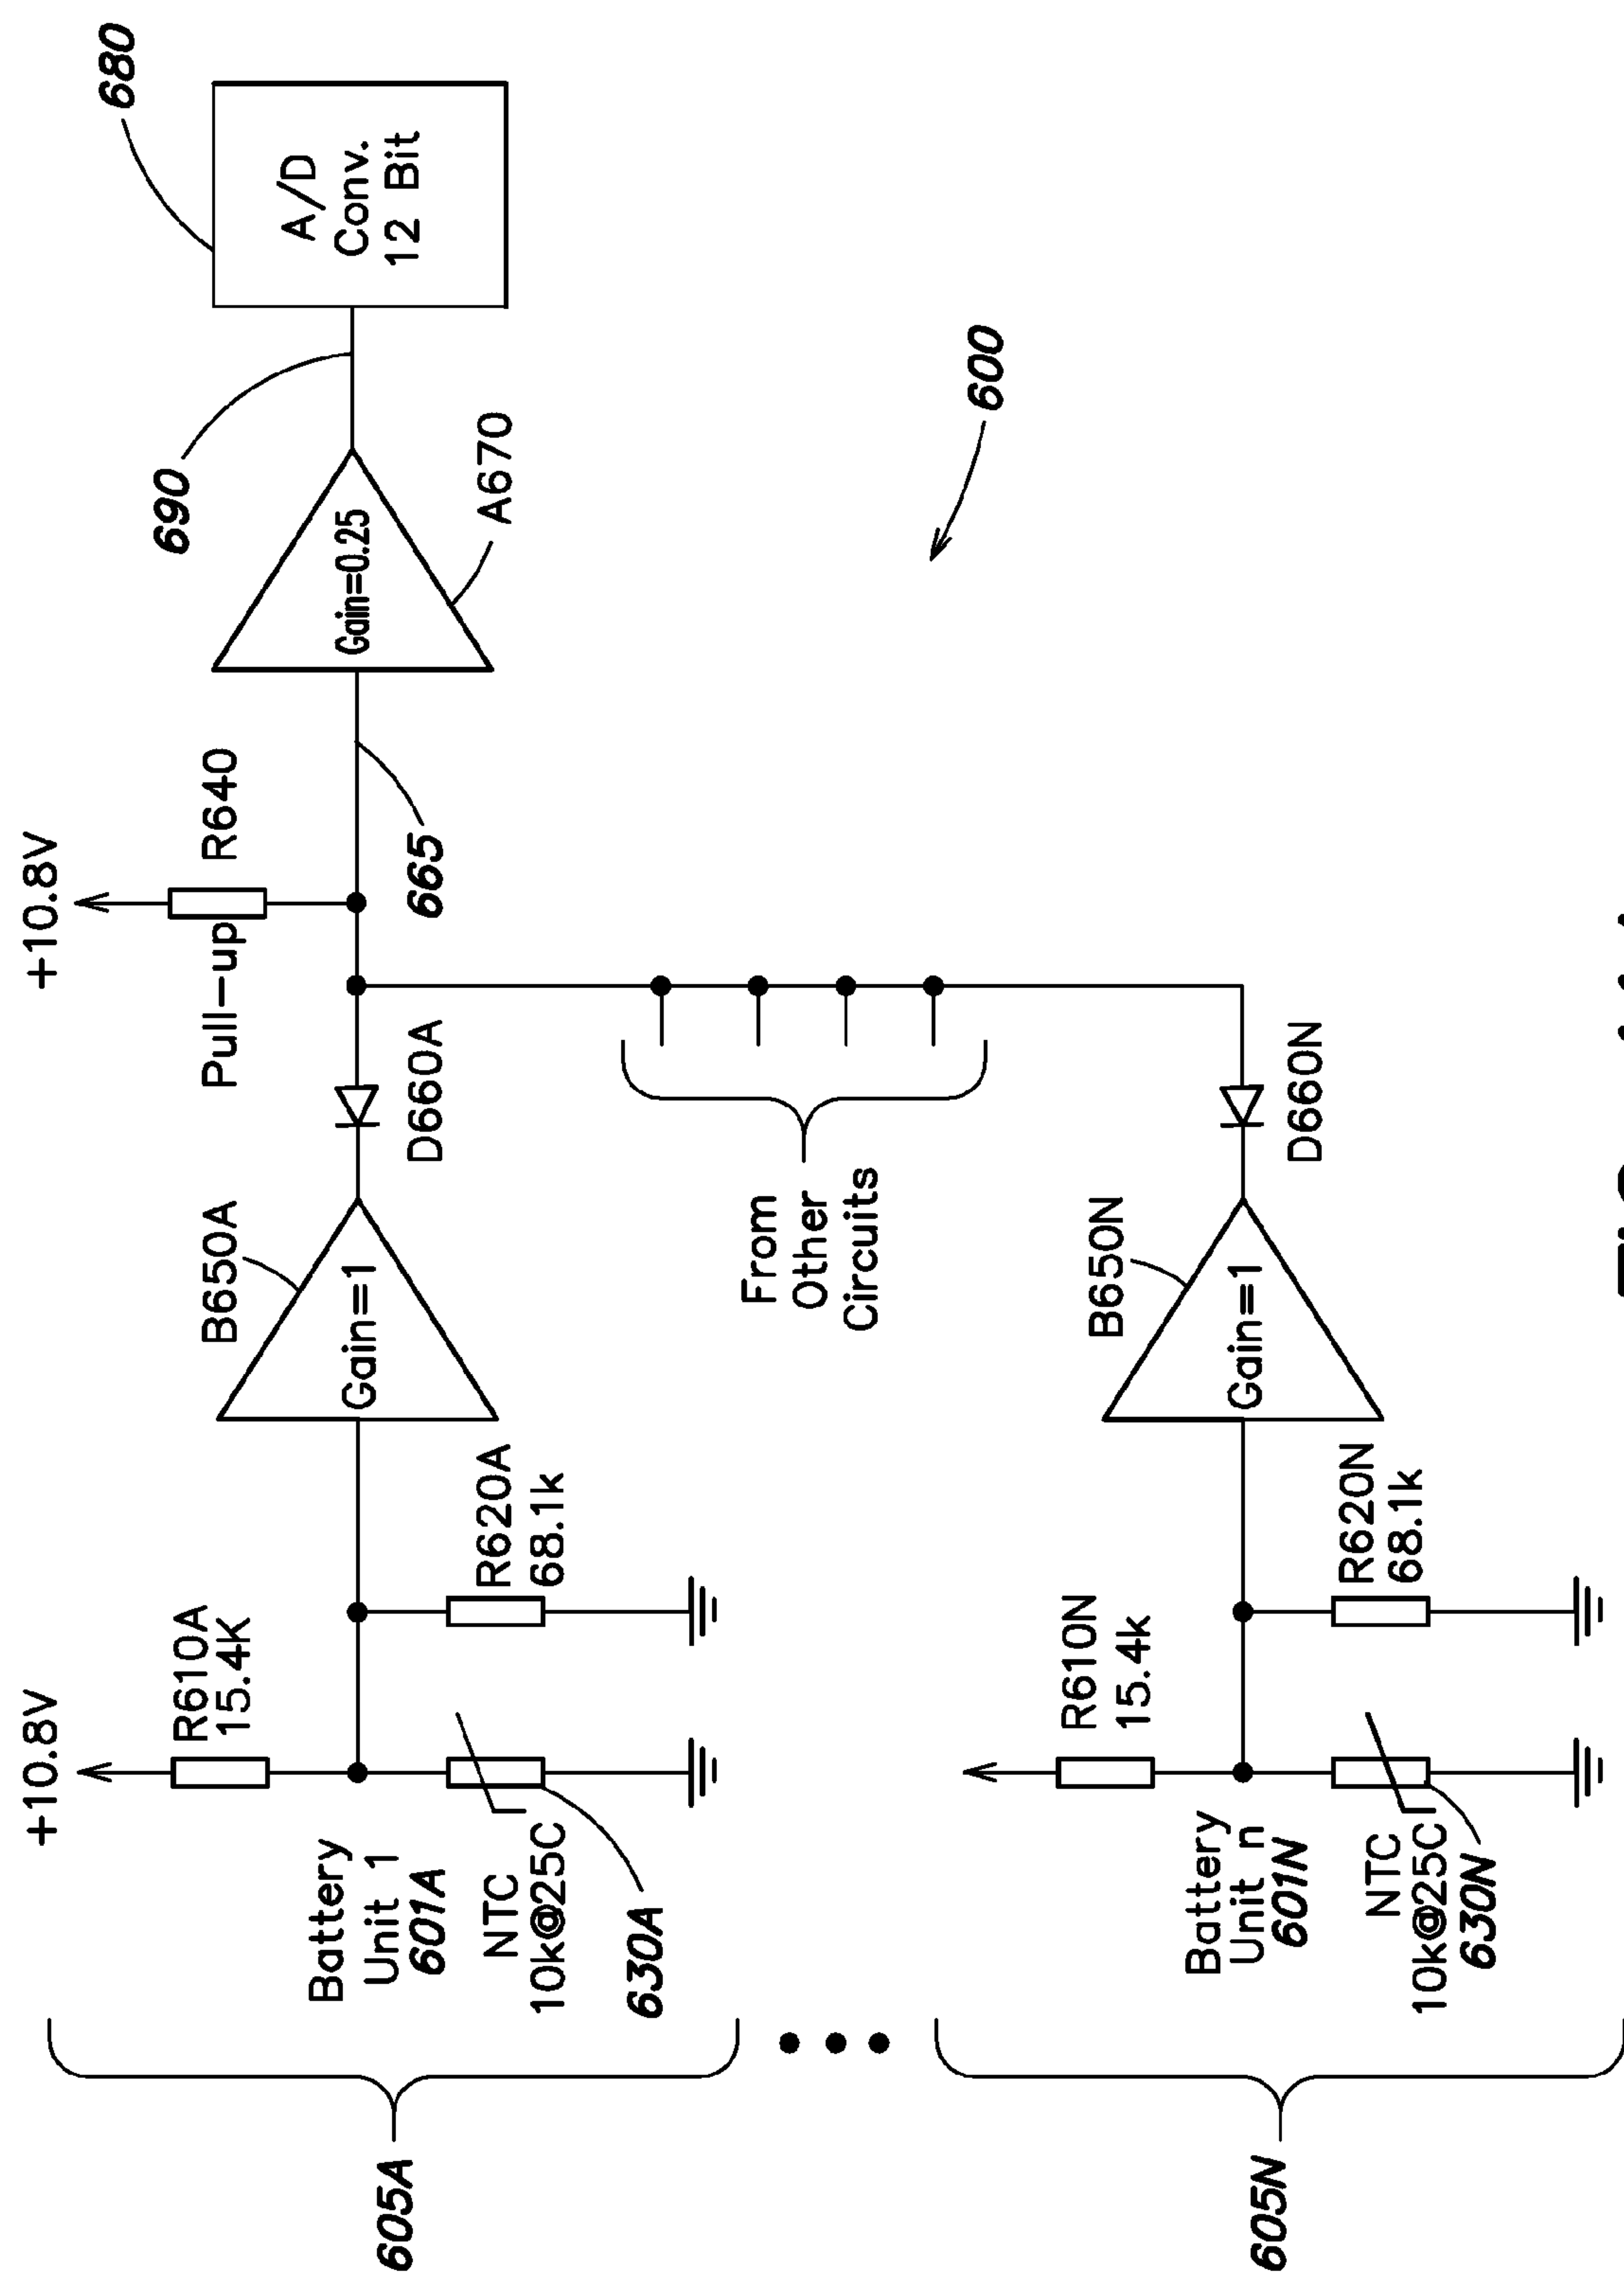 +10.8V
R610A
15.4K
Battery
Unit 1
601A
NTC
10k@25C
630A
605A
R620A
68.1k
B650A
Gain=1
D660A
+10.8V
Pull-up
R640
665
Gain=0.25
A670
690
680
A/D
Conv.
12 Bit
600
From
Other
Circuits
R610N
15.4k
Battery
Unit n
601N
NTC
10k@25C
630N
605N
R620N
68.1k
B650N
Gain=1
D660N